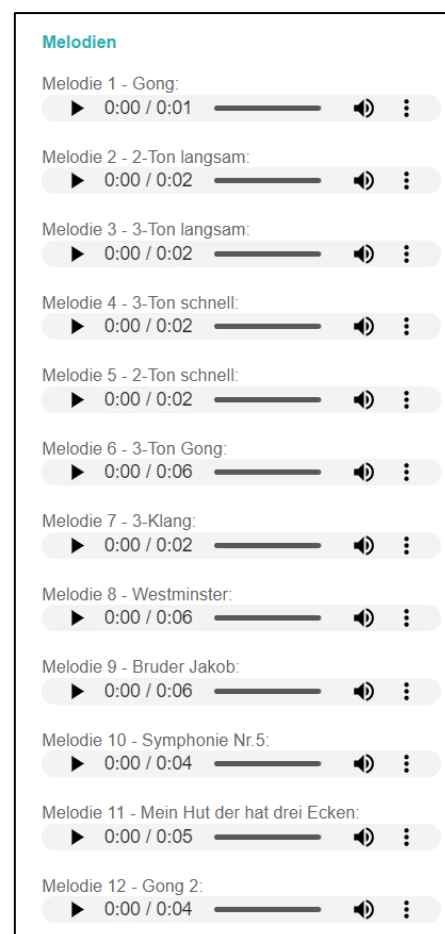 Melodien
Melodie 1 - Gong:
0:00 / 0:01
Melodie 2 - 2-Ton langsam:
0:00 / 0:02
Melodie 3 - 3-Ton langsam:
0:00 / 0:02
Melodie 4 - 3-Ton schnell:
0:00 / 0:02
Melodie 5 - 2-Ton schnell:
0:00 / 0:02
Melodie 6 - 3-Ton Gong:
0:00 / 0:06
Melodie 7 - 3-Klang:
0:00 / 0:02
Melodie 8 - Westminster:
0:00 / 0:06
Melodie 9 - Bruder Jakob:
0:00 / 0:06
Melodie 10 - Symphonie Nr.5:
0:00 / 0:04
Melodie 11 - Mein Hut der hat drei Ecken:
0:00 / 0:05
Melodie 12 - Gong 2:
0:00 / 0:04